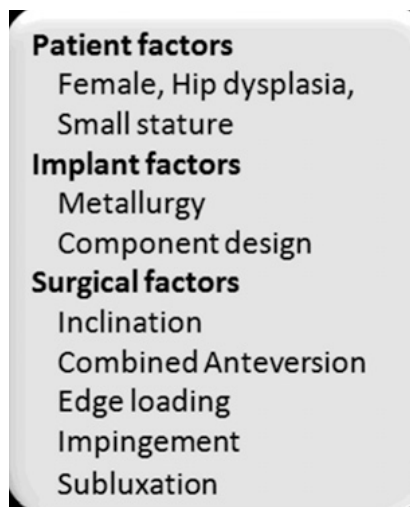 Patient factors
Female, Hip dysplasia,
Small stature
Implant factors
Metallurgy
Component design
Surgical factors
Inclination
Combined Anteversion
Edge loading
Impingement
Subluxation